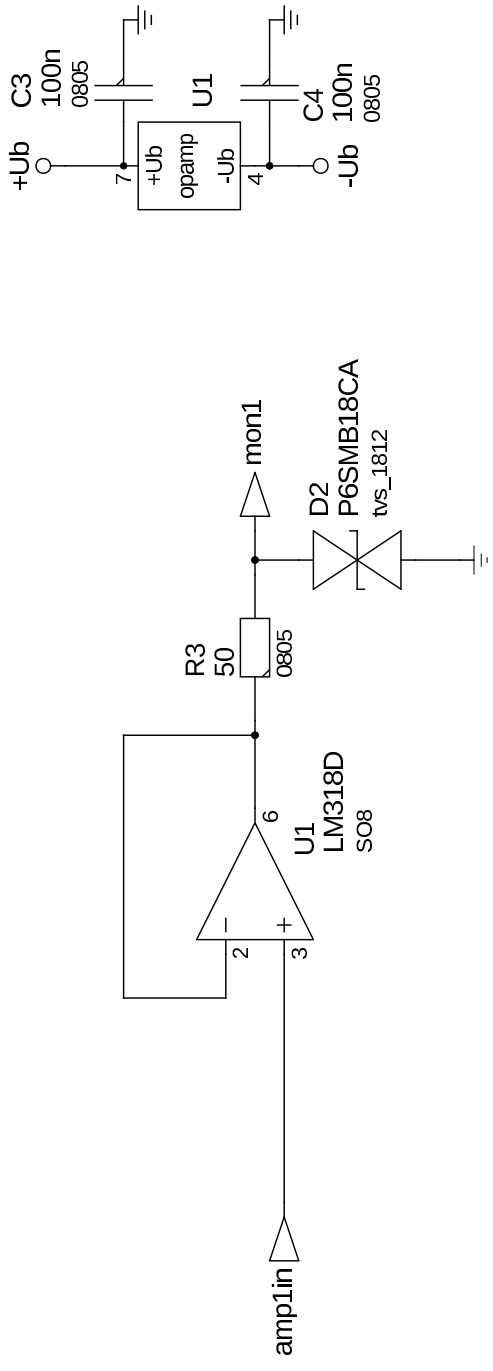 amp1in
2
3
−
+
6
U1
LM318D
SO8
R3
50
0805
mon1
D2
P6SMB18CA
tvs_1812
+Ub
7
+Ub
opamp
-Ub
4
-Ub
C3
100n
0805
U1
C4
100n
0805